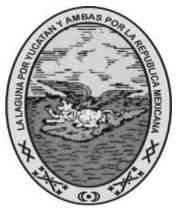 LA LAGUNA POR YUCATAN Y AMBAS POR LA REPUBLICA MEXICANA